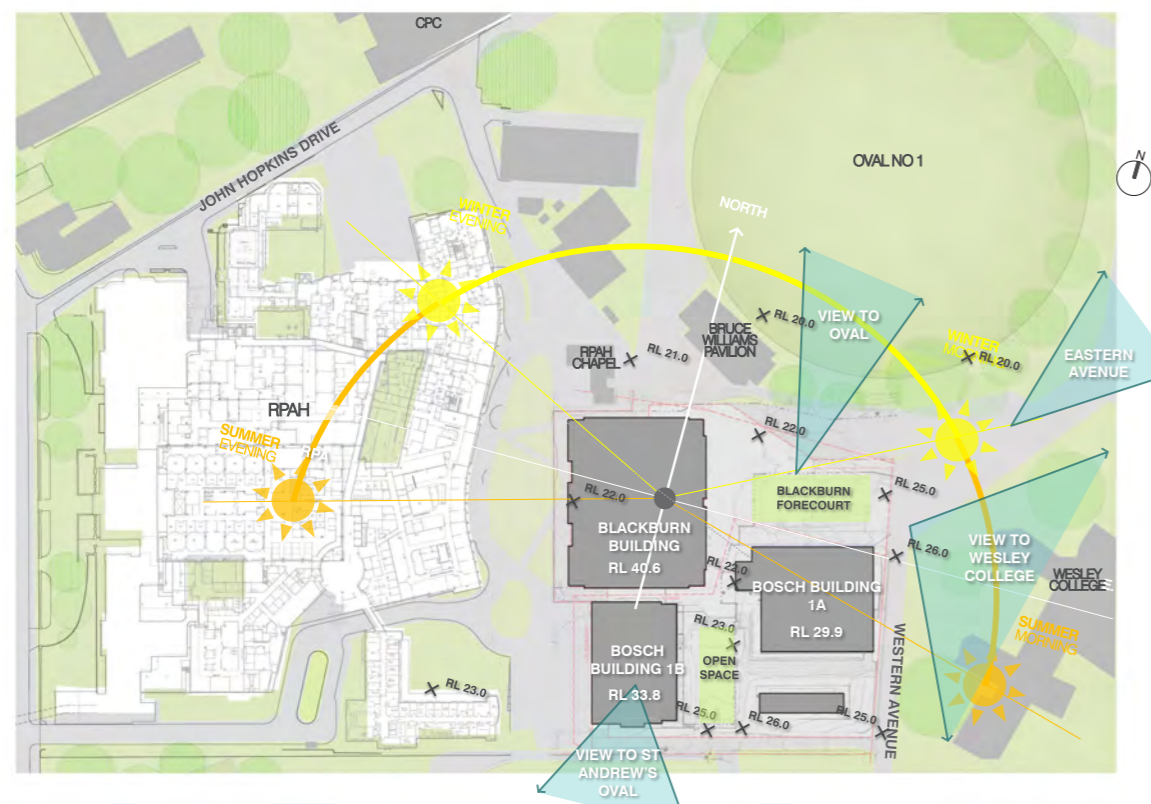 CPC
JOHN HOPKINS DRIVE
OVAL NO 1
N
WINTER
EVENING
NORTH
RL 20.0
VIEW TO
OVAL
BRUCE
WILLIAMS
PAVILION
RPAH
CHAPEL
RL 21.0
WINTER
RL 20.0
EASTERN
AVENUE
RPAH
SUMMER
EVENING
RPA
RL 22.0
RL 22.0
BLACKBURN
FORECOURT
RL 25.0
BLACKBURN
BUILDING
RL 40.6
RL 26.0
VIEW TO
WESLEY
COLLEGE
WESLEY
COLLEGE
RL 22.0
BOSCH BUILDING
1A
RL 29.9
SUMMER
MORNING
RL 23.0
OPEN
SPACE
BOSCH
BUILDING 1B
RL 33.8
WESTERN AVENUE
RL 23.0
RL 25.0
RL 26.0
RL 25.0
VIEW TO ST
ANDREW'S
OVAL